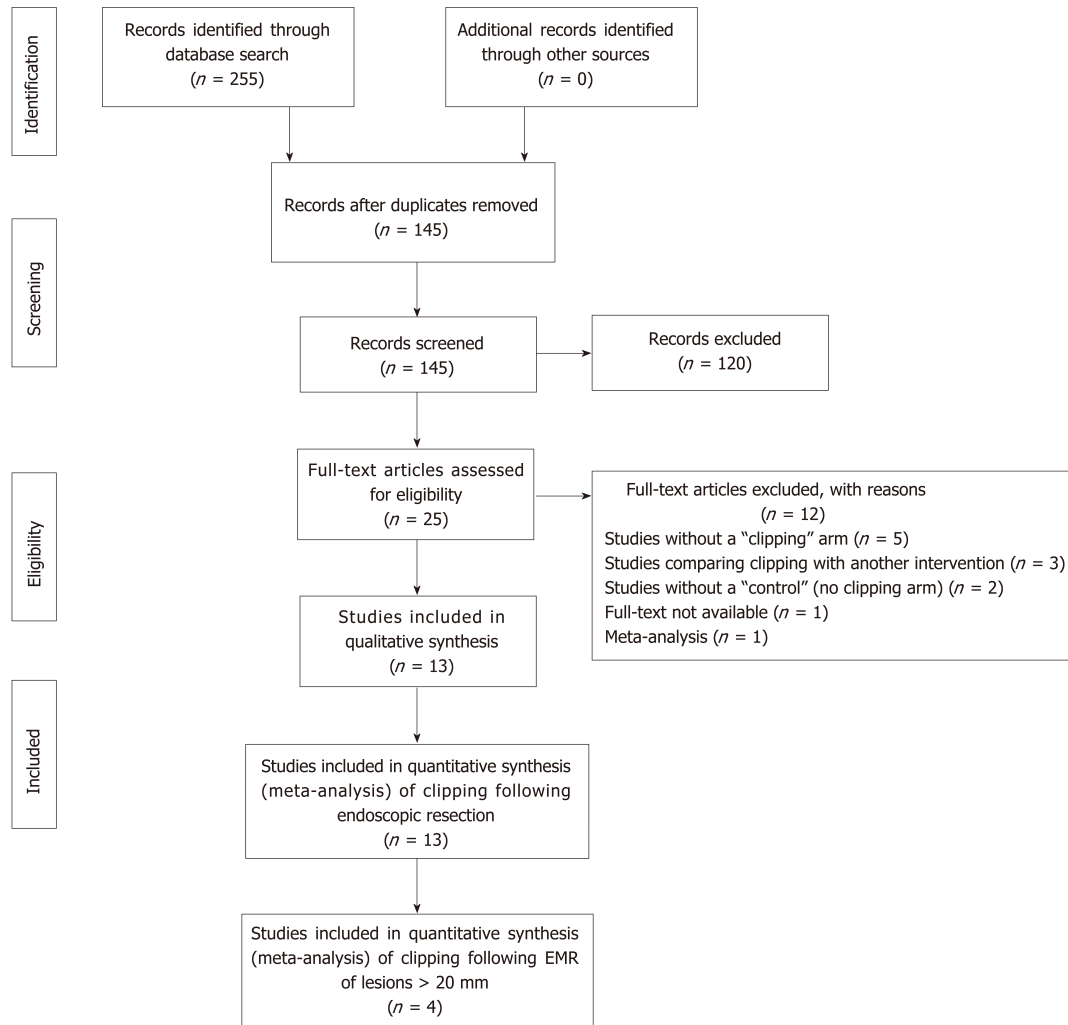 Identification
Records identified through
database search
(n = 255)
Additional records identified
through other sources
(n = 0)
Records after duplicates removed
(n = 145)
Screening
Records screened
(n = 145)
Records excluded
(n = 120)
Eligibility
Full-text articles assessed
for eligibility
(n = 25)
Full-text articles excluded, with reasons
(n = 12)
Studies without a “clipping” arm (n = 5)
Studies comparing clipping with another intervention (n = 3)
Studies without a “control” (no clipping arm) (n = 2)
Full-text not available (n = 1)
Meta-analysis (n = 1)
Studies included in
qualitative synthesis
(n = 13)
Included
Studies included in quantitative synthesis
(meta-analysis) of clipping following
endoscopic resection
(n = 13)
Studies included in quantitative synthesis
(meta-analysis) of clipping following EMR
of lesions > 20 mm
(n = 4)